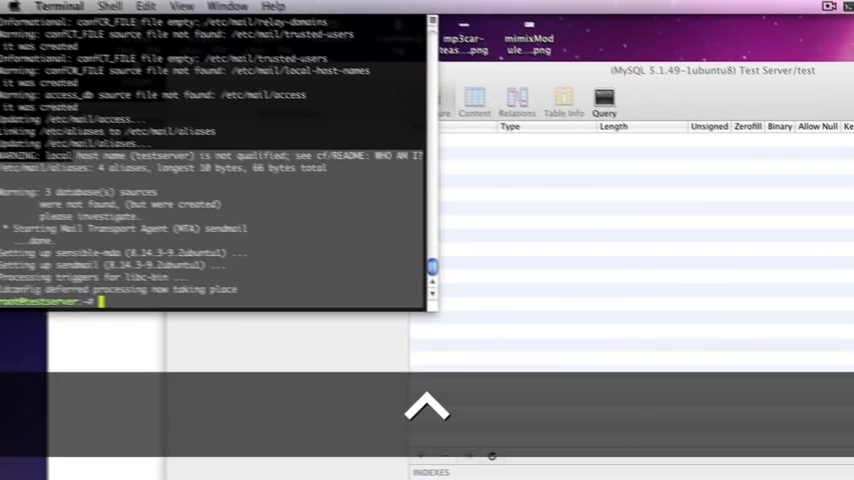 Terminal Shell Edit View Window Help
Informational: confCR_FILE file empty: /etc/mail/relay-domains
Warning: confCT_FILE source file not found: /etc/mail/trusted-users
it was created
Informational: confCT_FILE file empty: /etc/mail/trusted-users
Warning: confCW_FILE source file not found: /etc/mail/local-host-names
it was created
Warning: access_db source file not found: /etc/mail/access
it was created
Updating /etc/mail/access...
Linking /etc/aliases to /etc/mail/aliases
Updating /etc/mail/aliases...
WARNING: local host name (testserver) is not qualified; see cf/README: WHO AM I?
/etc/mail/aliases: 4 aliases, longest 10 bytes, 66 bytes total
Warning: 3 database(s) sources
were not found, (but were created)
please investigate.
* Starting Mail Transport Agent (MTA) sendmail
...done.
Setting up sensible-mda (8.14.3-9.2ubuntu1) ...
Setting up sendmail (8.14.3-9.2ubuntu1) ...
Processing triggers for libc-bin ...
ldconfig deferred processing now taking place
root@testserver:~#
mp3car-
teas....png
mimixMod
ule....png
(MySQL 5.1.49-1ubuntu8) Test Server/test
Content Relations Table Info Query
Type Length Unsigned Zerofill Binary Allow Null
INDEXES